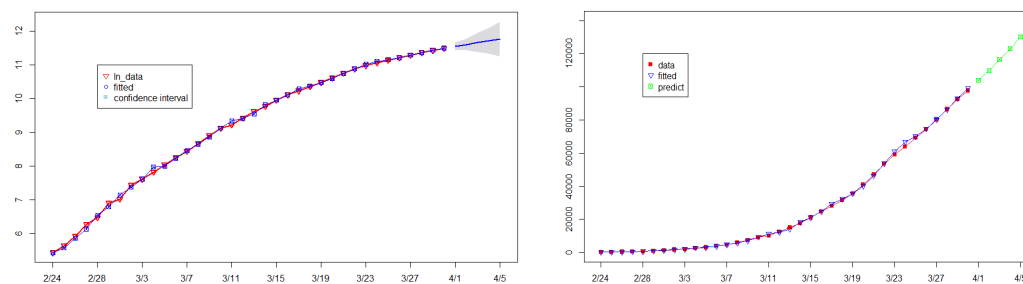 12
11
10
9
8
7
6
ln_data
fitted
confidence interval
2/24 2/28 3/3 3/7 3/11 3/15 3/19 3/23 3/27 4/1 4/5
120000
80000
60000
40000
20000
0
data
fitted
predict
2/24 2/28 3/3 3/7 3/11 3/15 3/19 3/23 3/27 4/1 4/5